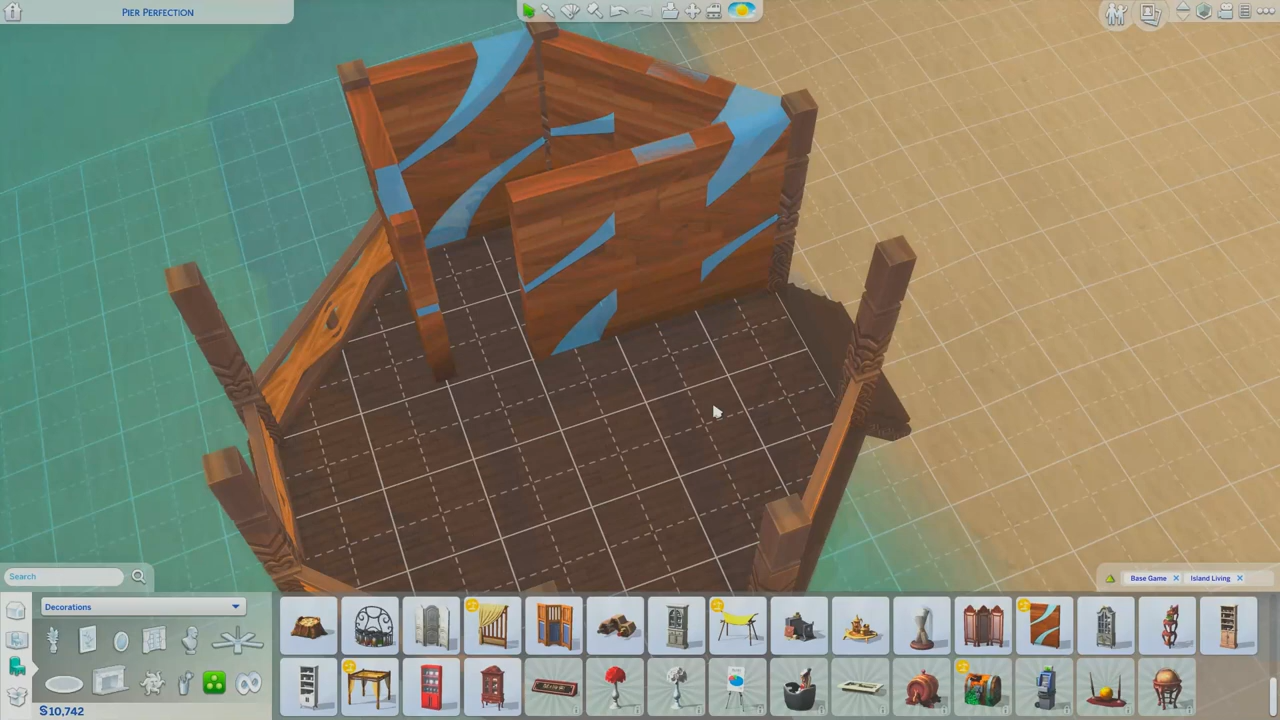 PIER PERFECTION
Search
Base Game
Island Living
Decorations
§10,742